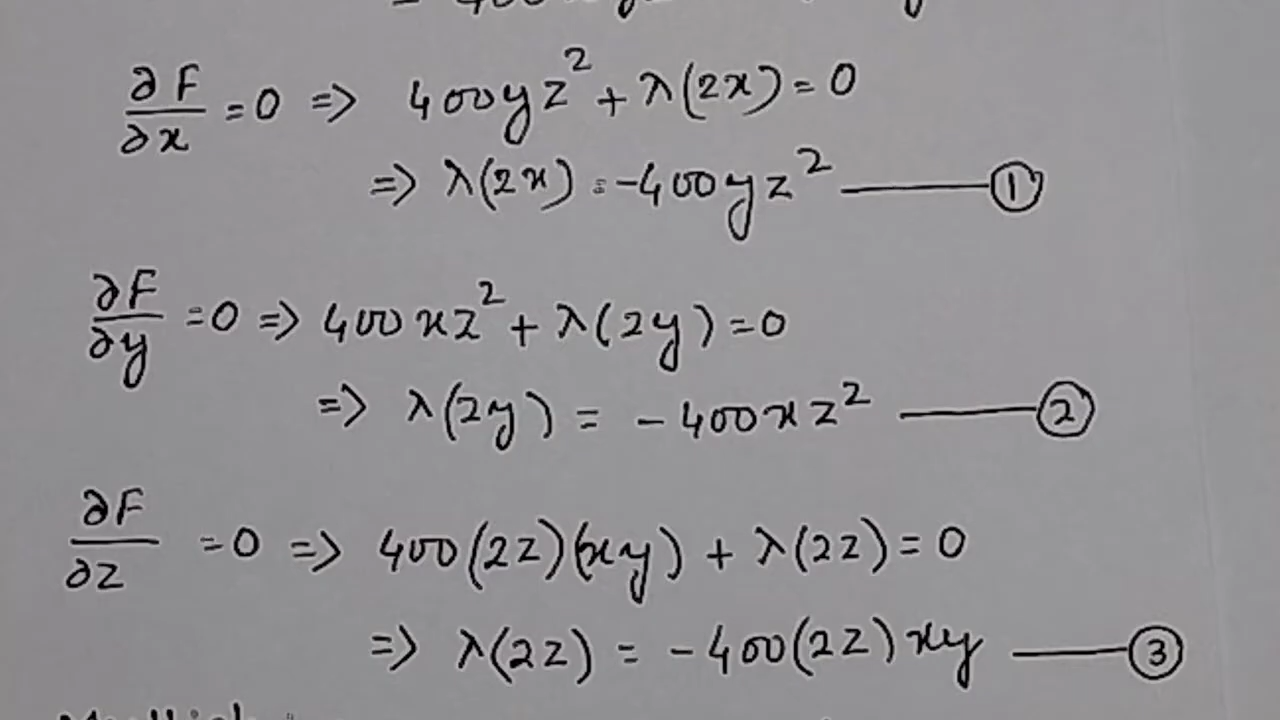 ∂F/∂x = 0 => 400yz² + λ(2x) = 0
=> λ(2x) = -400yz² —— ①
∂F/∂y = 0 => 400xz² + λ(2y) = 0
=> λ(2y) = -400xz² —— ②
∂F/∂z = 0 => 400(2z)(xy) + λ(2z) = 0
=> λ(2z) = -400(2z)xy —— ③